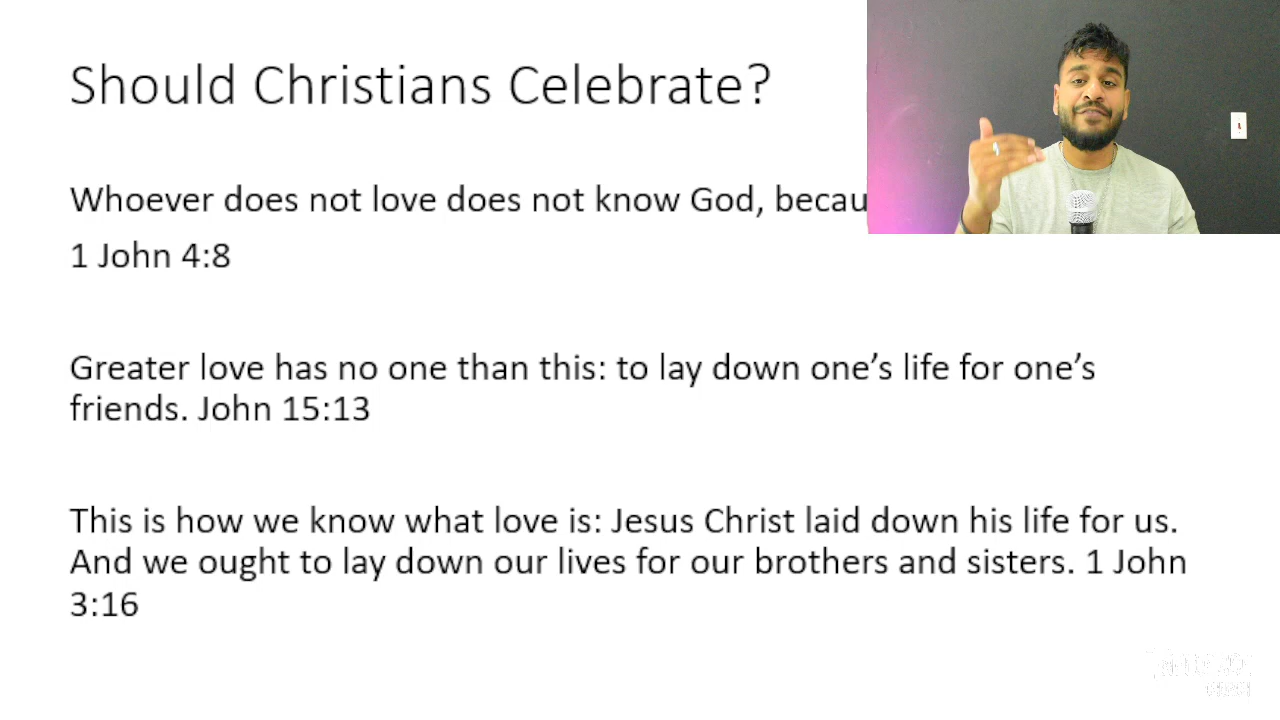 Should Christians Celebrate?
Whoever does not love does not know God, becau
1 John 4:8
Greater love has no one than this: to lay down one’s life for one’s
friends. John 15:13
This is how we know what love is: Jesus Christ laid down his life for us.
And we ought to lay down our lives for our brothers and sisters. 1 John
3:16